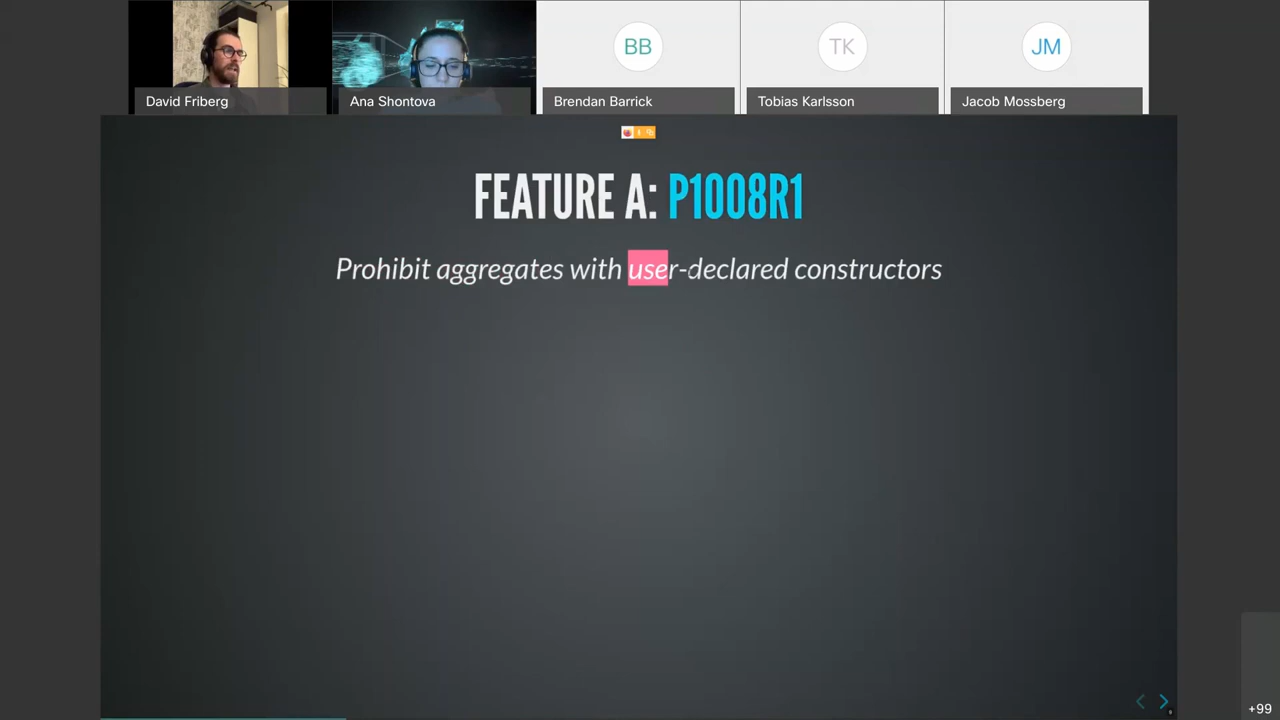 BB
TK
JM
David Friberg
Ana Shontova
Brendan Barrick
Tobias Karlsson
Jacob Mossberg
FEATURE A: P1008R1
Prohibit aggregates with user-declared constructors
+99